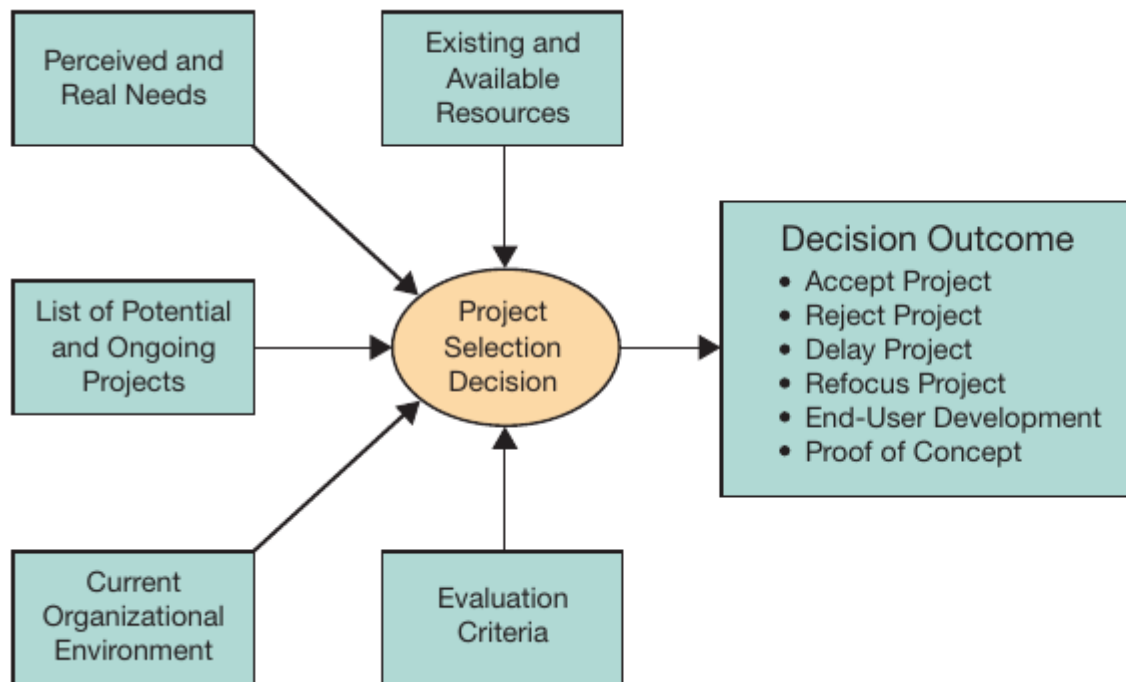 Perceived and
Real Needs
Existing and
Available
Resources
List of Potential
and Ongoing
Projects
Project
Selection
Decision
Decision Outcome
• Accept Project
• Reject Project
• Delay Project
• Refocus Project
• End-User Development
• Proof of Concept
Current
Organizational
Environment
Evaluation
Criteria